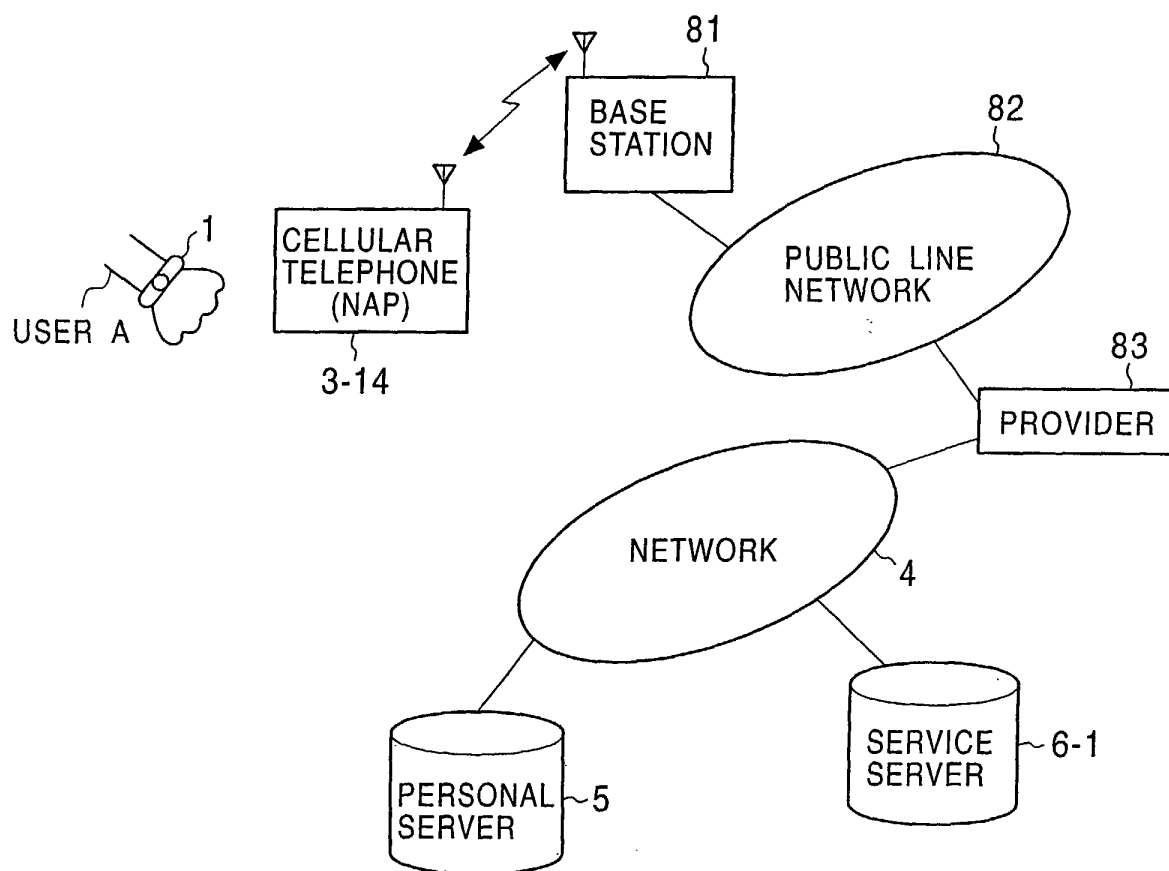 81
BASE
STATION
82
PUBLIC LINE
NETWORK
1
CELLULAR
TELEPHONE
(NAP)
USER A
3-14
83
PROVIDER
NETWORK
4
SERVICE
SERVER
6-1
PERSONAL
SERVER
5